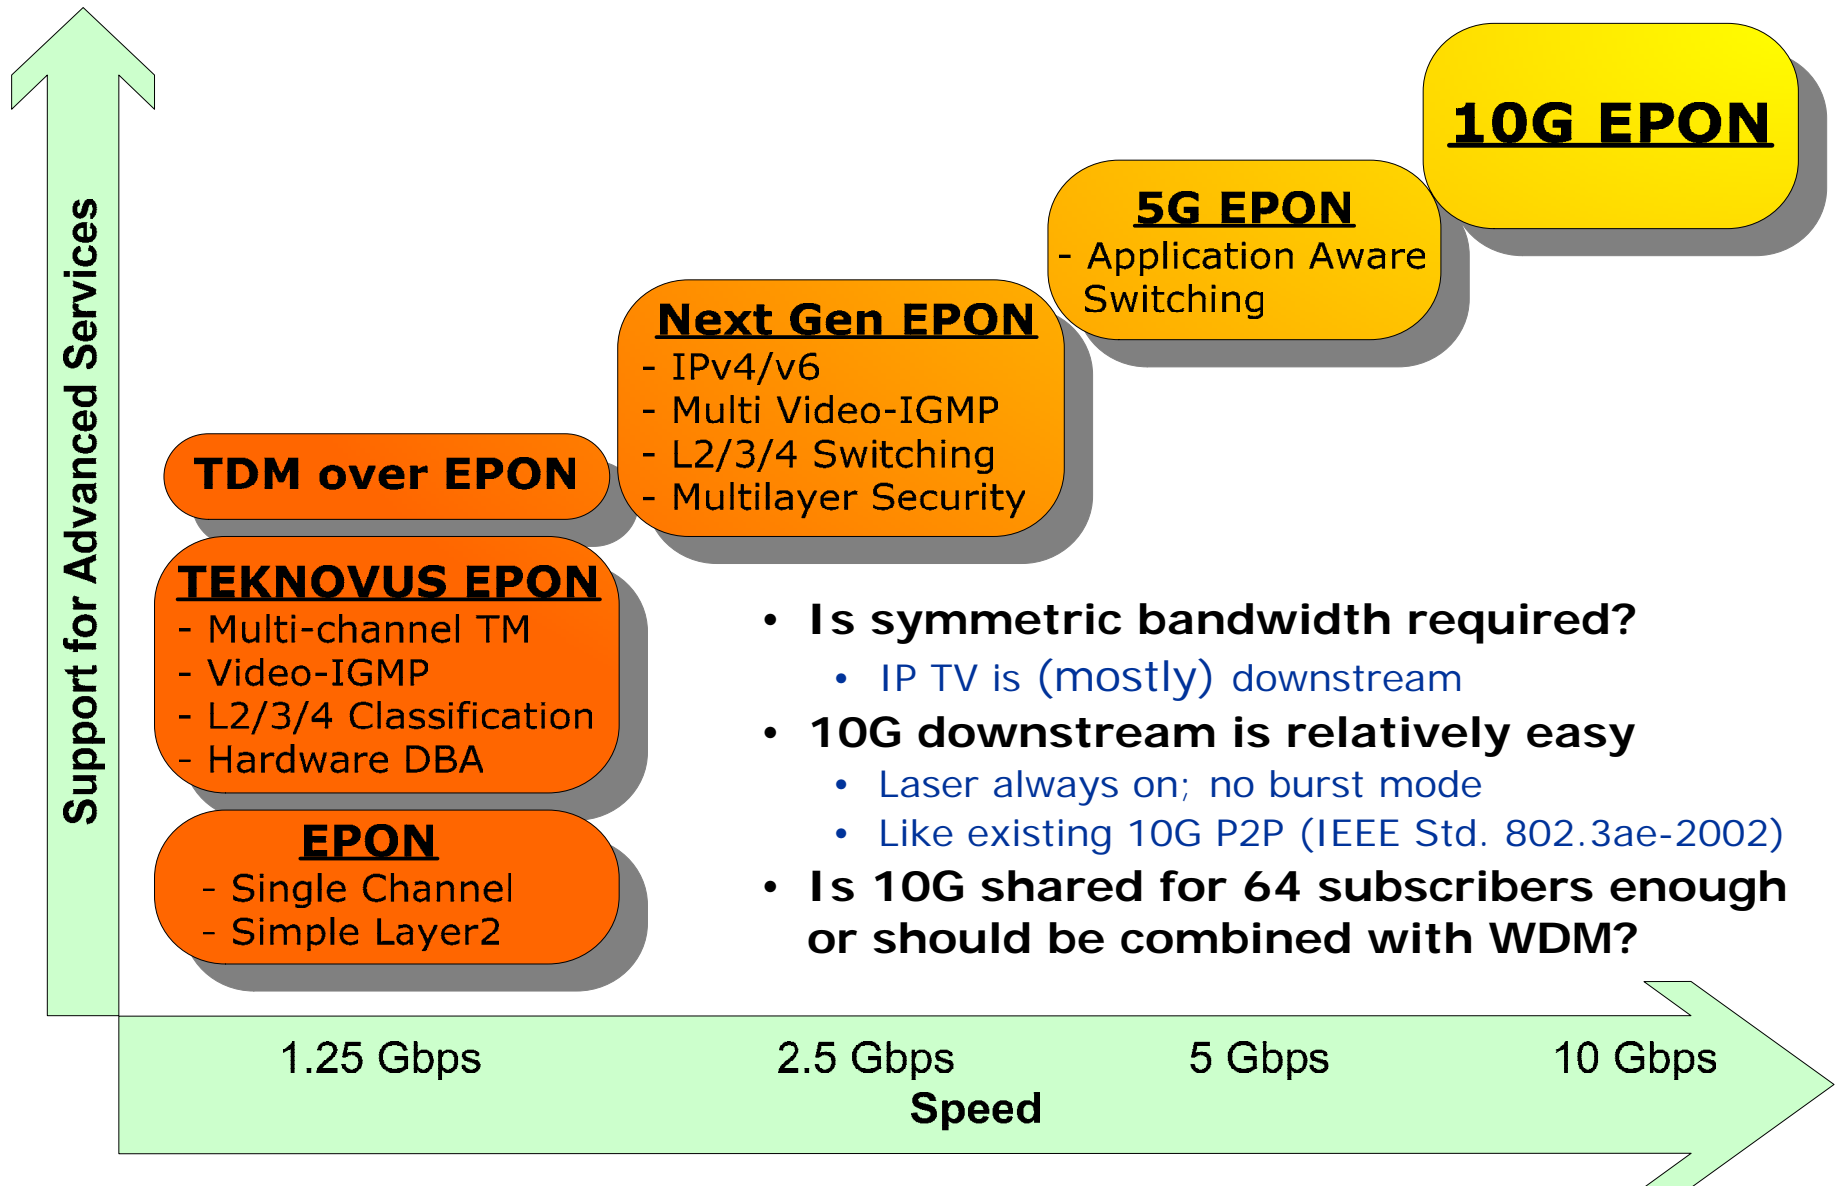 Support for Advanced Services
10G EPON
5G EPON
- Application Aware
Switching
Next Gen EPON
- IPv4/v6
- Multi Video-IGMP
- L2/3/4 Switching
- Multilayer Security
TDM over EPON
TEKNOVUS EPON
- Multi-channel TM
- Video-IGMP
- L2/3/4 Classification
- Hardware DBA
EPON
- Single Channel
- Simple Layer2
• Is symmetric bandwidth required?
• IP TV is (mostly) downstream
• 10G downstream is relatively easy
• Laser always on; no burst mode
• Like existing 10G P2P (IEEE Std. 802.3ae-2002)
• Is 10G shared for 64 subscribers enough
or should be combined with WDM?
1.25 Gbps 2.5 Gbps 5 Gbps 10 Gbps
Speed